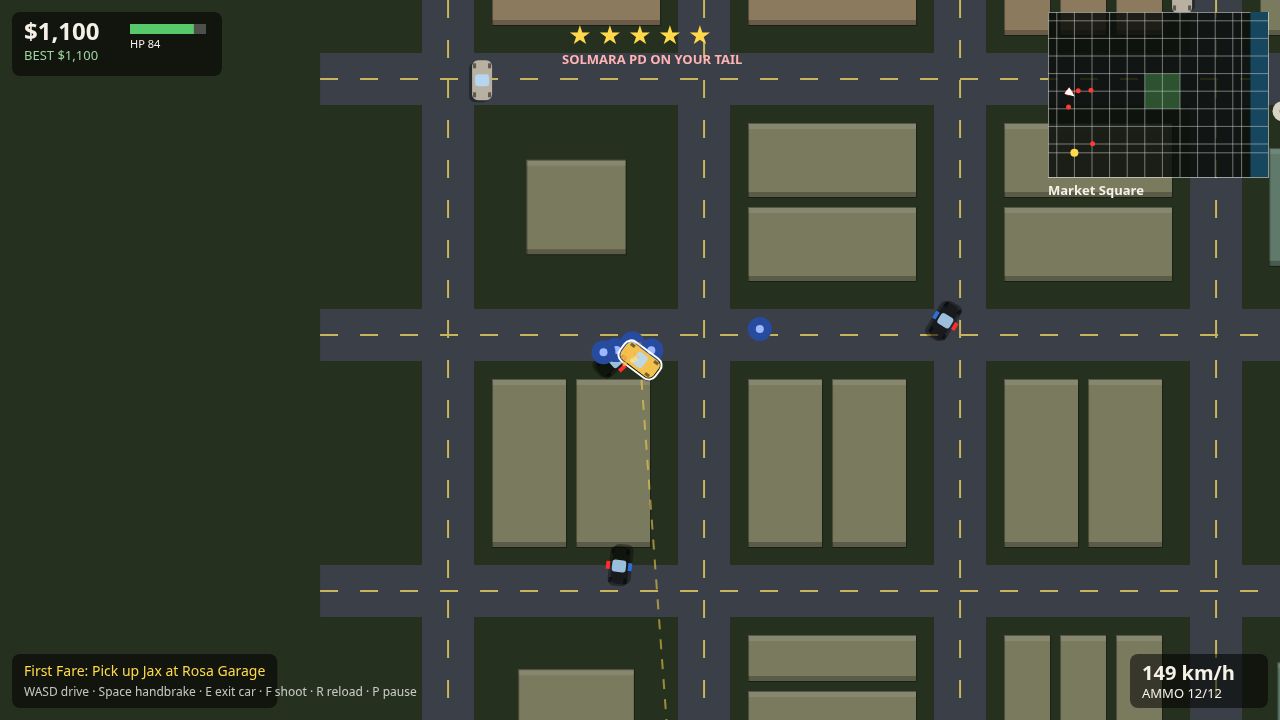 $1,100
HP 84
BEST $1,100
★ ★ ★ ★ ★
SOLMARA PD ON YOUR TAIL
Market Square
First Fare: Pick up Jax at Rosa Garage
WASD drive · Space handbrake · E exit car · F shoot · R reload · P pause
149 km/h
AMMO 12/12